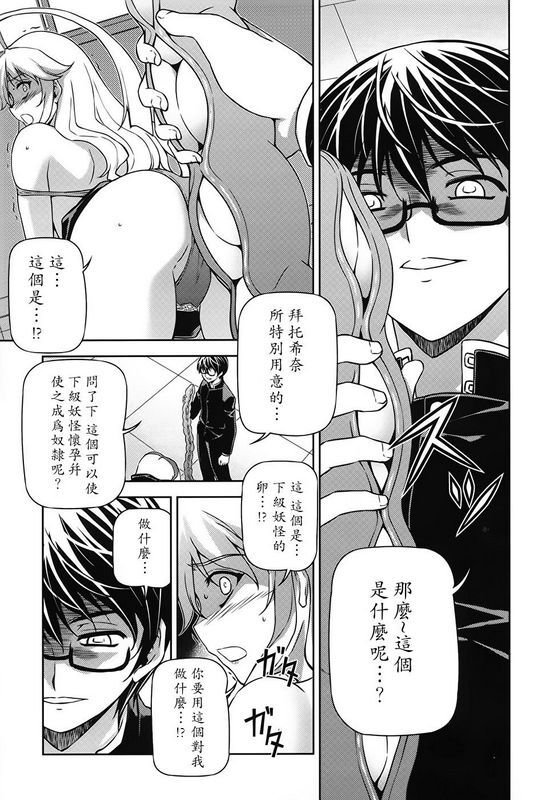 那麼~這個
是什麼呢…?
拜托希奈
所特別用意的…
這…
這個是…!?
問了下 這個可以使
下級妖怪懷孕并
使之成爲奴隷呢?
這 這個是…
下級妖怪的
卵…!?
做什麼…
你要用這個對我
做什麼…!?
ガタ
ガタ